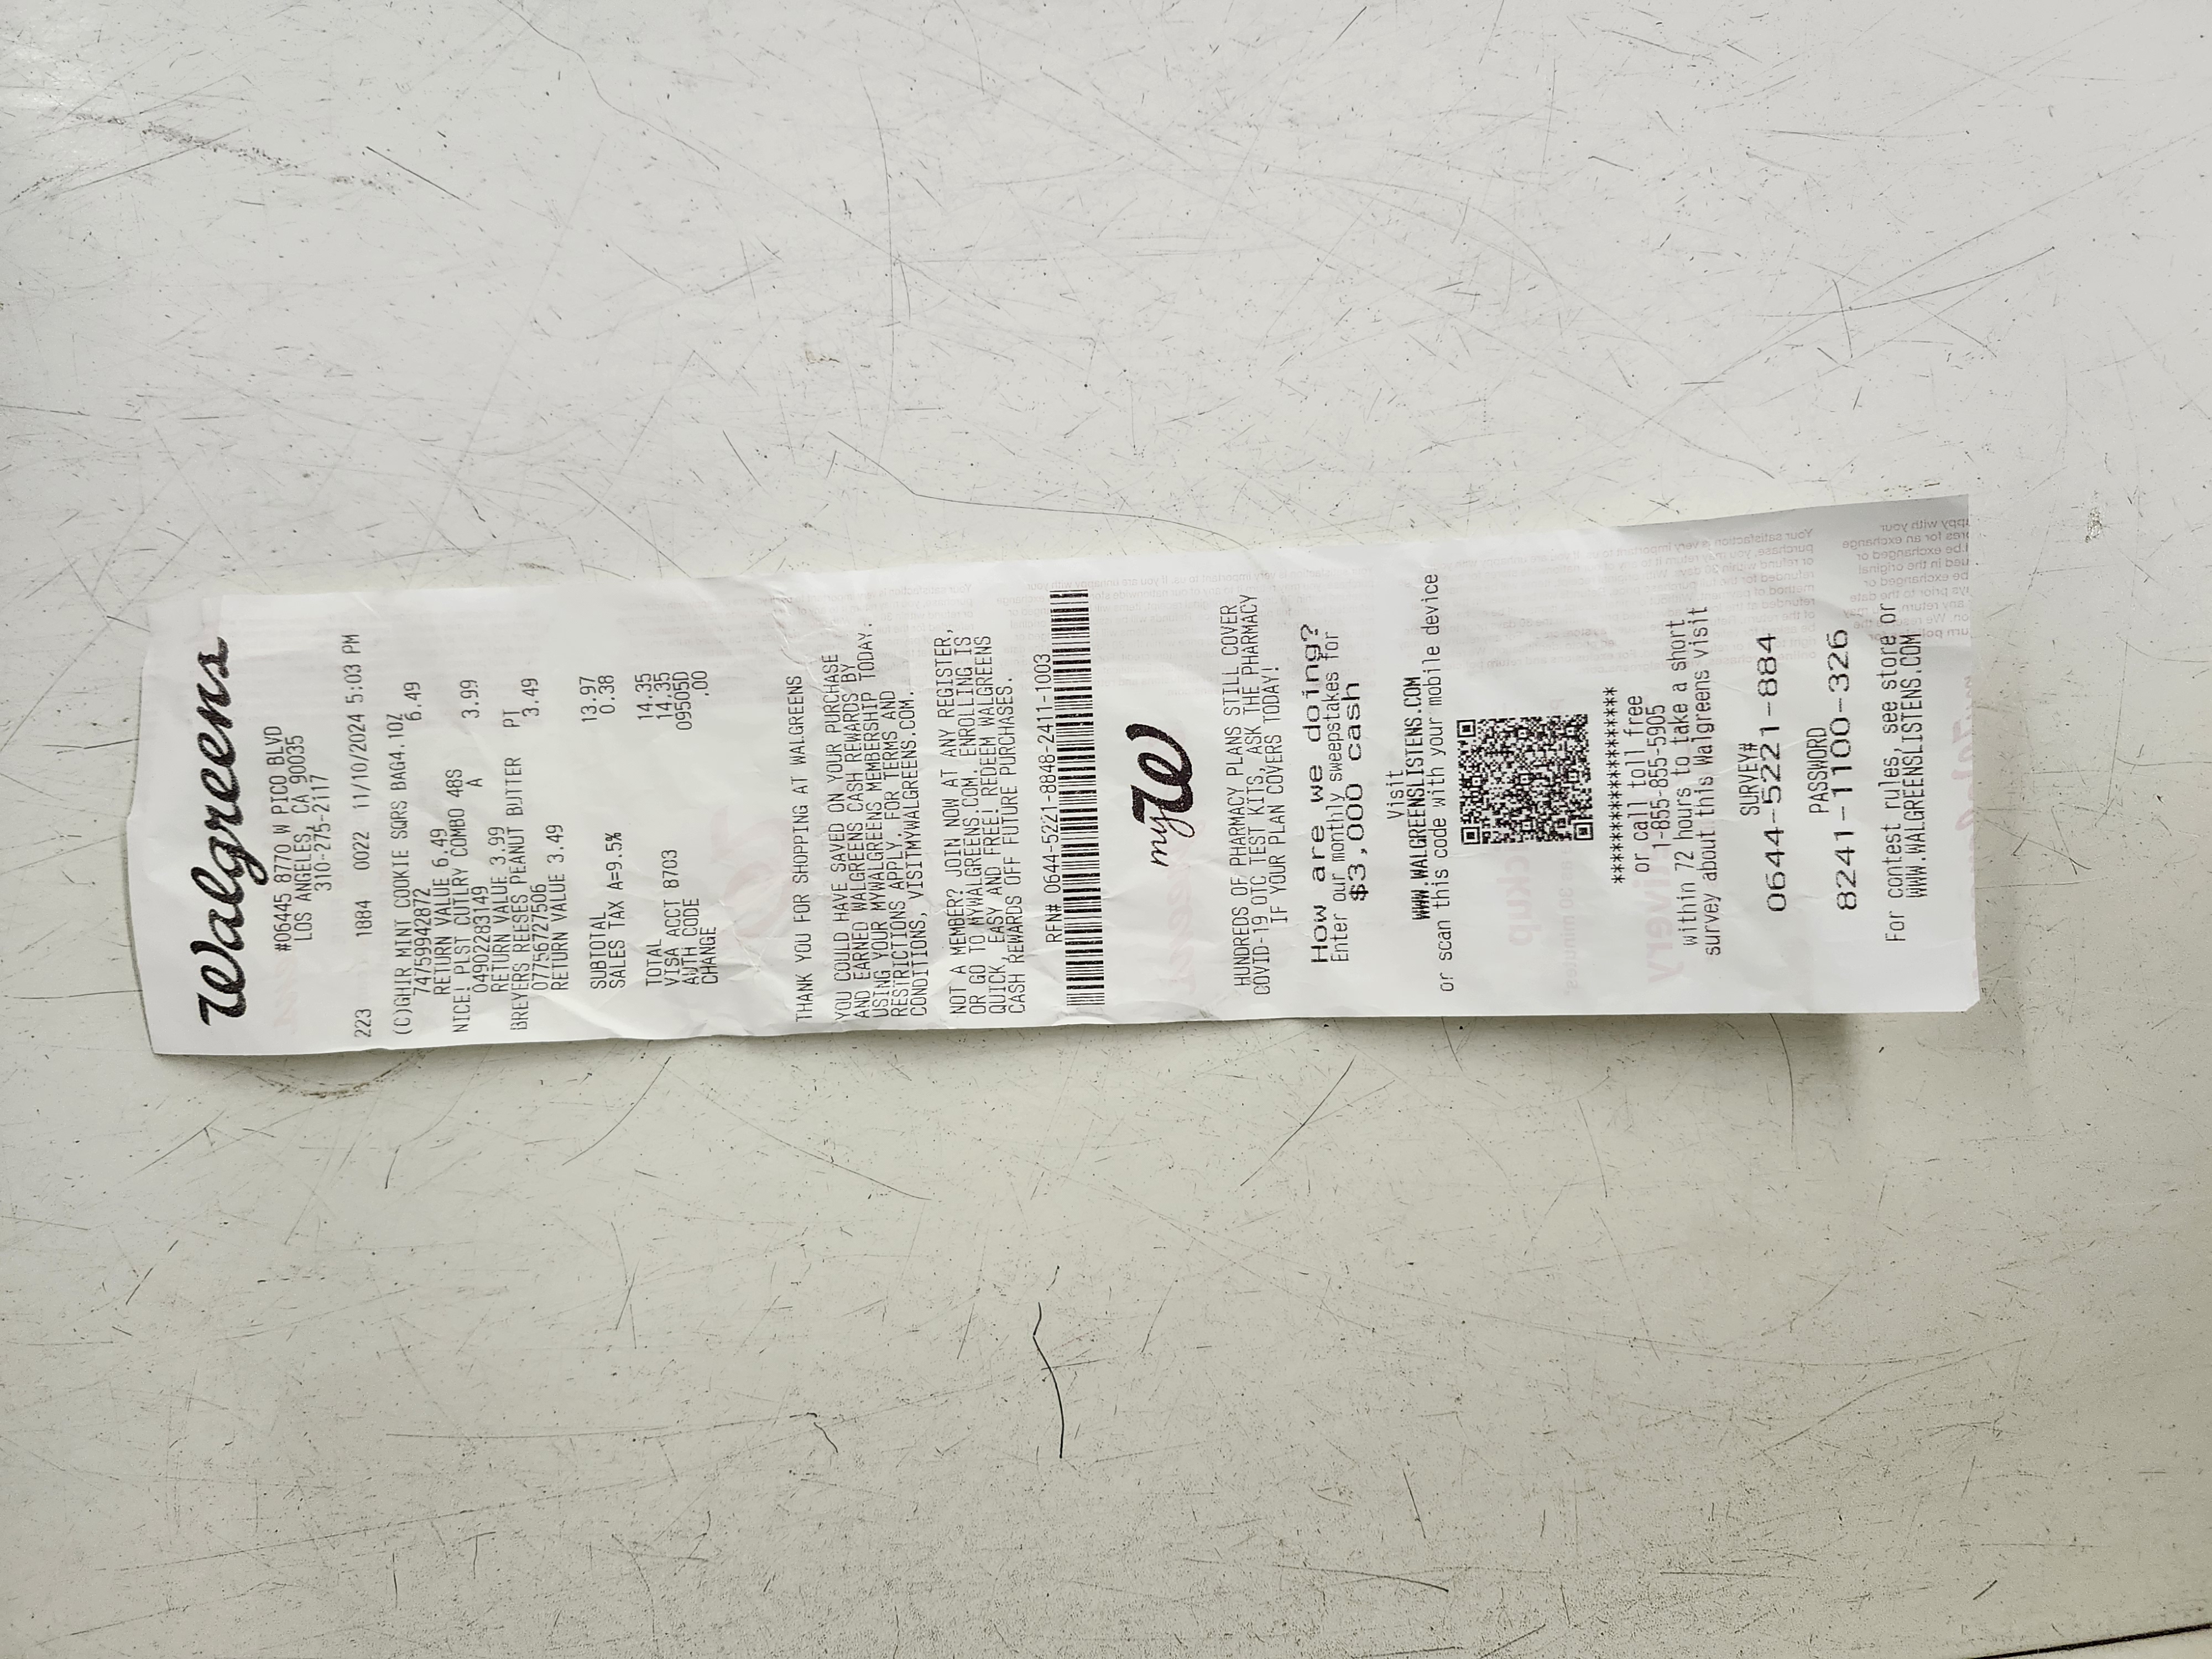 Walgreens
#06445 8770 W PICO BLVD
LOS ANGELES, CA 90035
310-275-2117
223 1884 0022 11/10/2024 5:03 PM
(C)GHIR MINT COOKIE SQRS BAG4.1OZ
74759942872 6.49
RETURN VALUE 6.49
NICE! PLST CUTLRY COMBO 48S
04902283149 A 3.99
RETURN VALUE 3.99
BREYERS REESES PEANUT BUTTER PT
07756727506 3.49
RETURN VALUE 3.49
SUBTOTAL 13.97
SALES TAX A=9.5% 0.38
TOTAL 14.35
VISA ACCT 8703 14.35
AUTH CODE 09505D
CHANGE .00
THANK YOU FOR SHOPPING AT WALGREENS
YOU COULD HAVE SAVED ON YOUR PURCHASE
AND EARNED WALGREENS CASH REWARDS BY
USING YOUR MYWALGREENS MEMBERSHIP TODAY.
RESTRICTIONS APPLY. FOR TERMS AND
CONDITIONS, VISITMYWALGREENS.COM.
NOT A MEMBER? JOIN NOW AT ANY REGISTER,
OR GO TO MYWALGREENS.COM. ENROLLING IS
QUICK, EASY AND FREE! REDEEM WALGREENS
CASH REWARDS OFF FUTURE PURCHASES.
RFN# 0644-5221-8848-2411-1003
myW
HUNDREDS OF PHARMACY PLANS STILL COVER
COVID-19 OTC TEST KITS, ASK THE PHARMACY
IF YOUR PLAN COVERS TODAY!
How are we doing?
Enter our monthly sweepstakes for
$3,000 cash
Visit
WWW.WALGREENSLISTENS.COM
or scan this code with your mobile device
***********************
or call toll free
1-855-855-5905
within 72 hours to take a short
survey about this Walgreens visit
SURVEY#
0644-5221-884
PASSWORD
8241-1100-326
For contest rules, see store or
WWW.WALGREENSLISTENS.COM